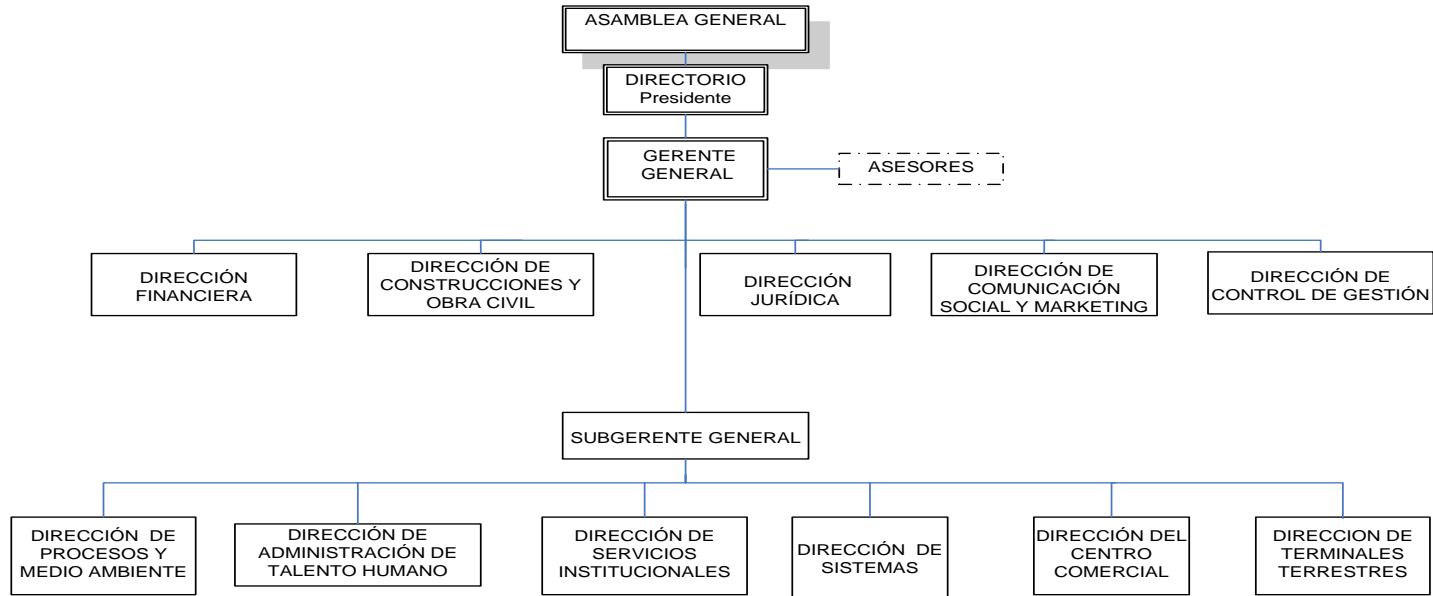 ASAMBLEA GENERAL
DIRECTORIO
Presidente
GERENTE
GENERAL
ASESORES
DIRECCIÓN
FINANCIERA
DIRECCIÓN DE
CONSTRUCCIONES Y
OBRA CIVIL
DIRECCIÓN
JURÍDICA
DIRECCIÓN DE
COMUNICACIÓN
SOCIAL Y MARKETING
DIRECCIÓN DE
CONTROL DE GESTIÓN
SUBGERENTE GENERAL
DIRECCIÓN DE
PROCESOS Y
MEDIO AMBIENTE
DIRECCIÓN DE
ADMINISTRACIÓN DE
TALENTO HUMANO
DIRECCIÓN DE
SERVICIOS
INSTITUCIONALES
DIRECCIÓN DE
SISTEMAS
DIRECCIÓN DEL
CENTRO
COMERCIAL
DIRECCION DE
TERMINALES
TERRESTRES